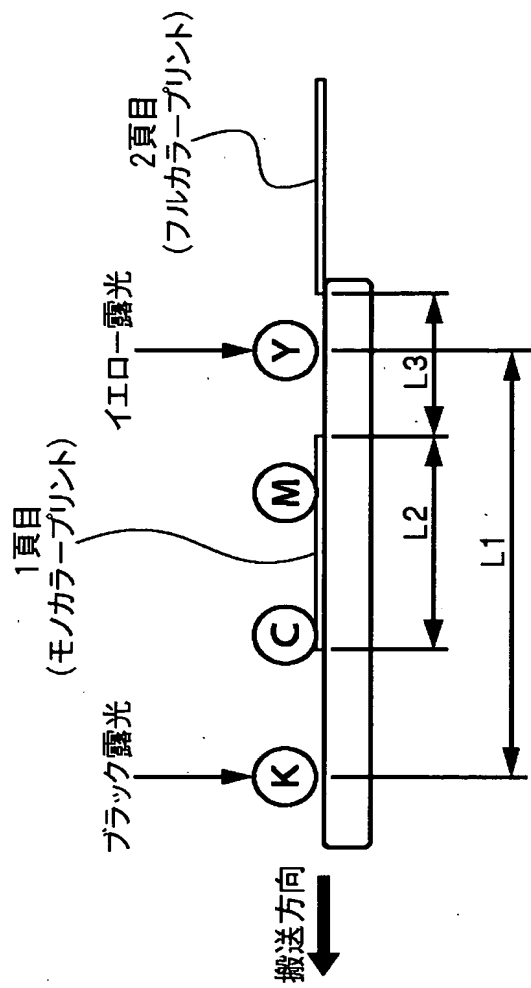 1頁目
(モノカラープリント)
2頁目
(フルカラープリント)
ブラック露光
イエロー露光
K
C
M
Y
搬送方向
L2
L3
L1